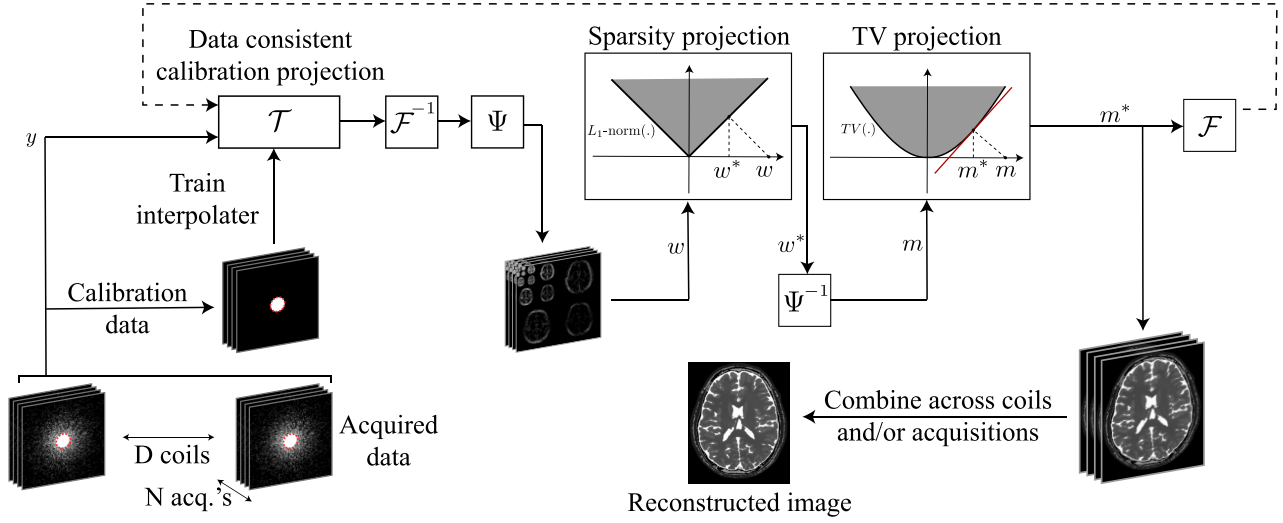 Data consistent
calibration projection
Sparsity projection
TV projection
y
𝒯
ℱ⁻¹
Ψ
L₁-norm(.)
w*
w
TV(.)
m*
m
m*
ℱ
Train
interpolater
w
w*
m
Ψ⁻¹
Calibration
data
Acquired
data
D coils
N acq.'s
Combine across coils
and/or acquisitions
Reconstructed image